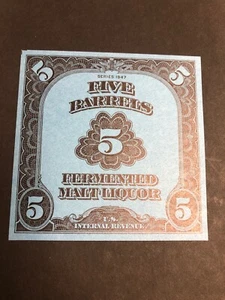 SERIES 1947
5 FIVE 5
BARRELS
5
FERMENTED
MALT LIQUOR
5 U.S. 5
INTERNAL REVENUE